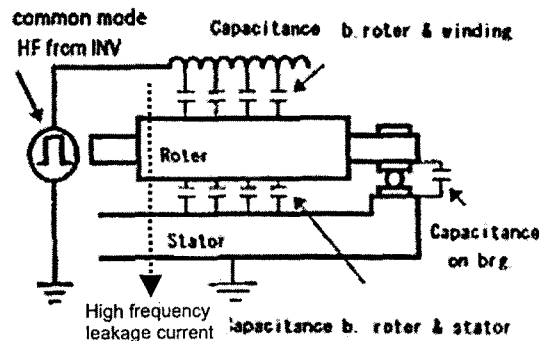 common mode
HF from INV
Capacitance b. roter & winding
Roter
Stator
Capacitance
on brg
High frequency
leakage current
Capacitance b. roter & stator